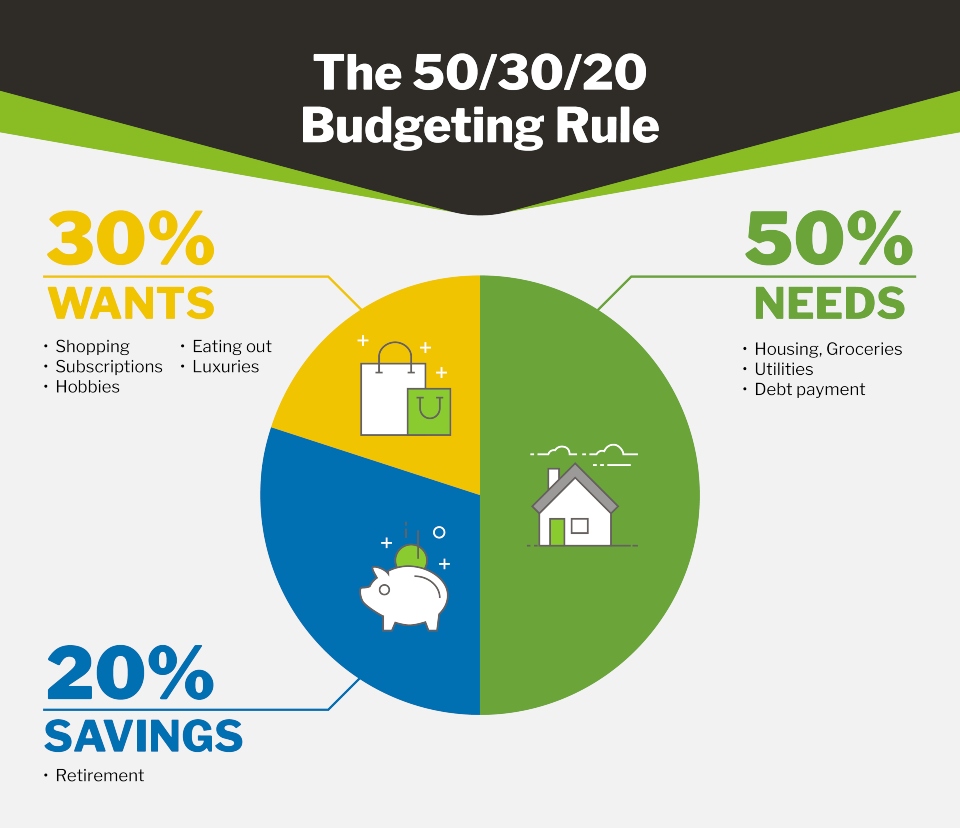 The 50/30/20
Budgeting Rule
30%
WANTS
• Shopping
• Subscriptions
• Hobbies
• Eating out
• Luxuries
50%
NEEDS
• Housing, Groceries
• Utilities
• Debt payment
20%
SAVINGS
• Retirement